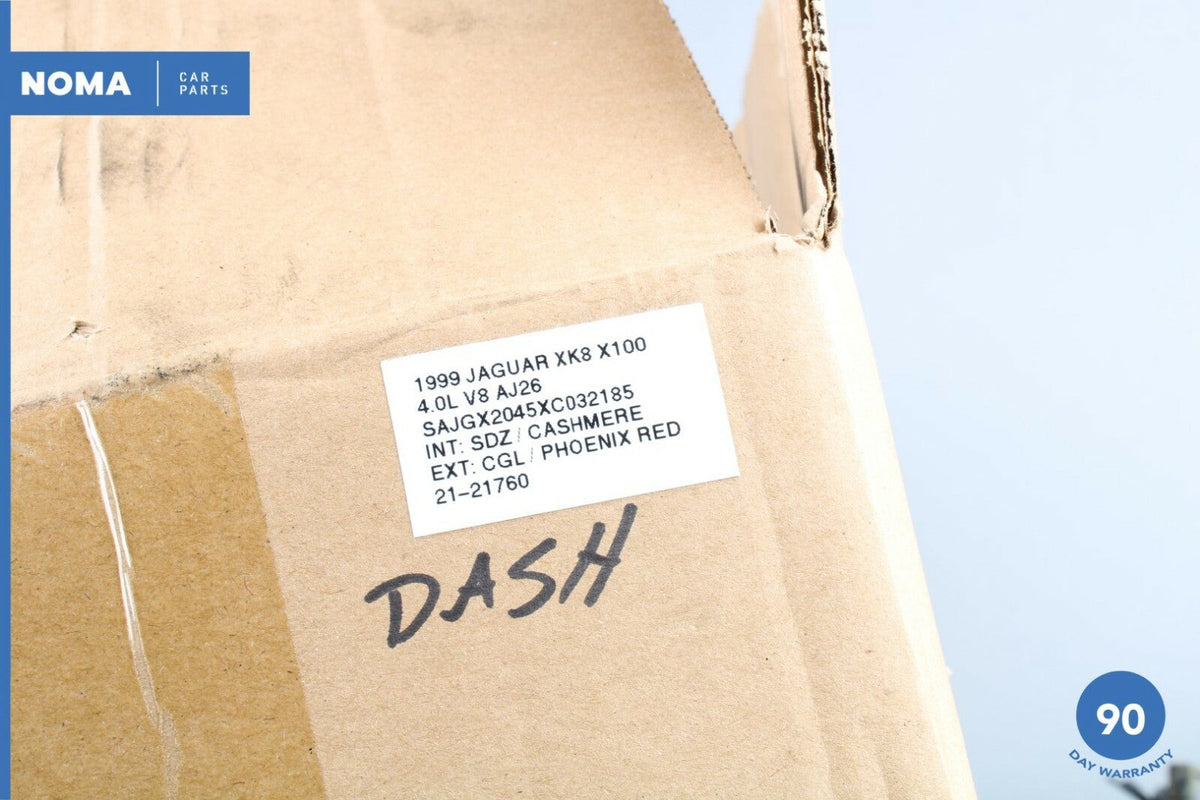 NOMA
CAR
PARTS
1999 JAGUAR XK8 X100
4.0L V8 AJ26
SAJGX2045XC032185
INT: SDZ / CASHMERE
EXT: CGL / PHOENIX RED
21-21760
DASH
90
DAY WARRANTY